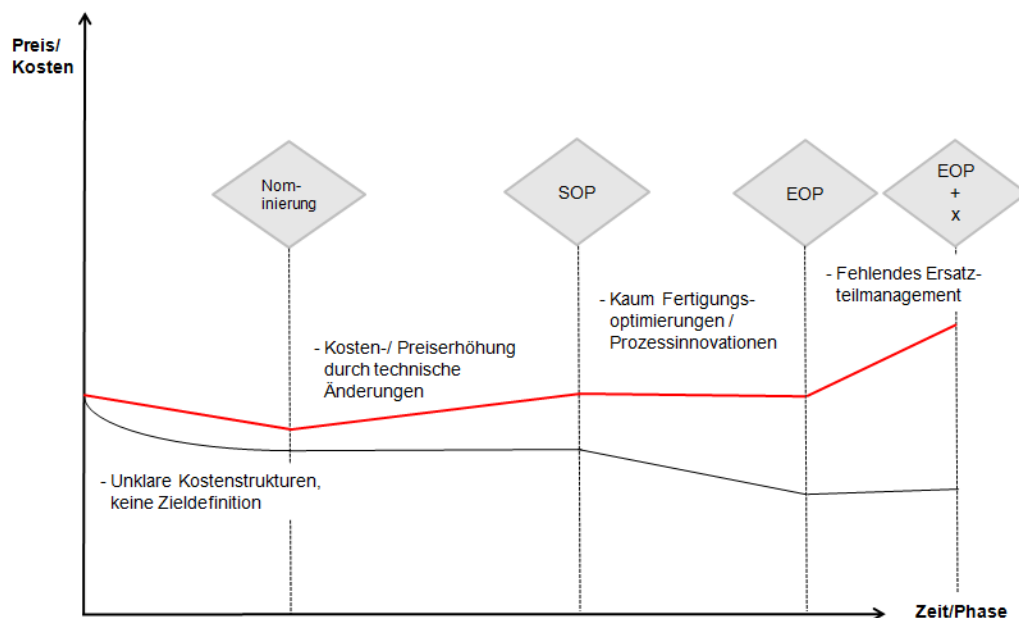 Preis/
Kosten
Nom-
inierung
SOP
EOP
EOP
+
x
- Fehlendes Ersatz-
teilmanagement
- Kaum Fertigungs-
optimierungen /
Prozessinnovationen
- Kosten-/ Preiserhöhung
durch technische
Änderungen
- Unklare Kostenstrukturen,
keine Zieldefinition
Zeit/Phase